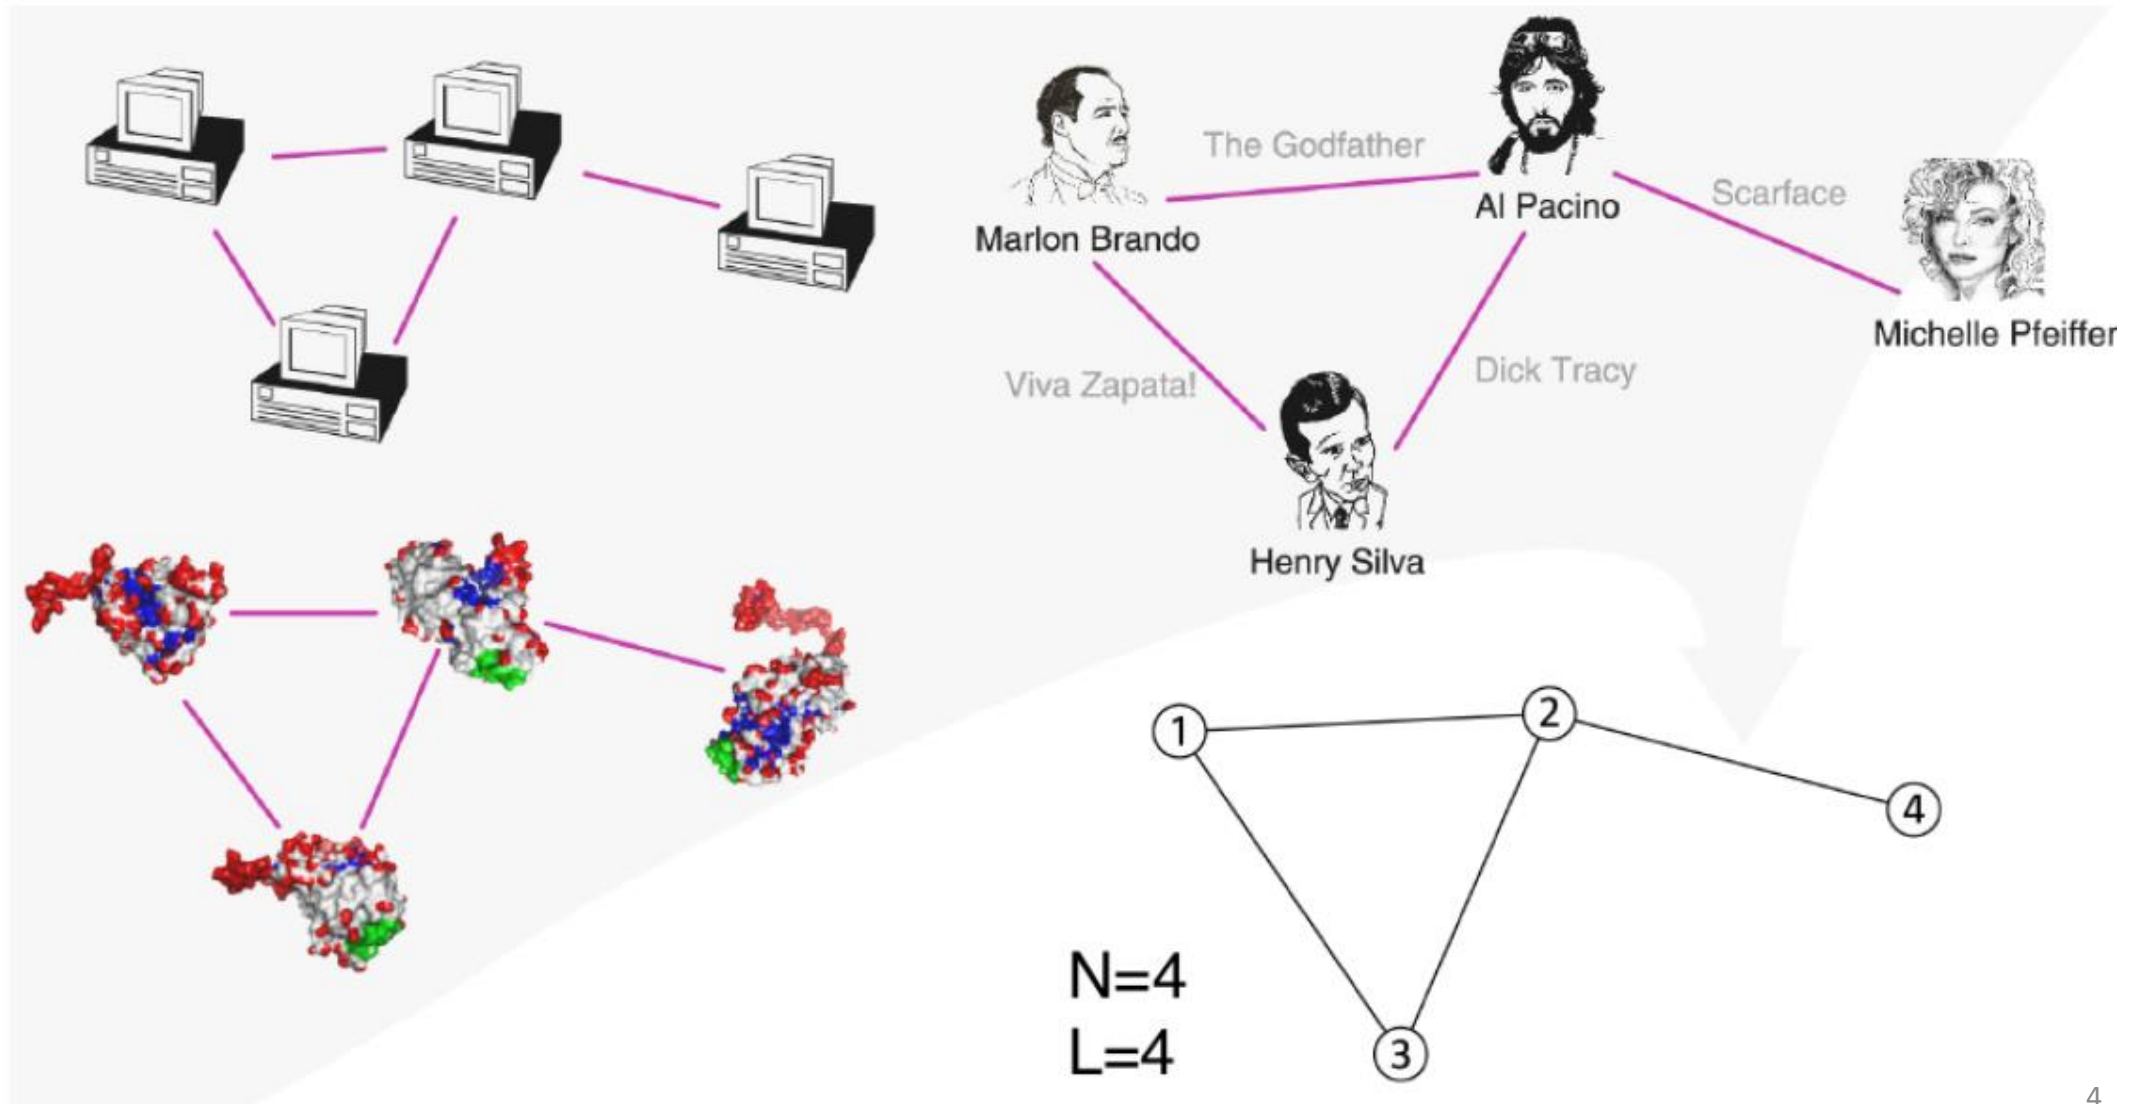 The Godfather
Al Pacino
Scarface
Marlon Brando
Michelle Pfeiffer
Viva Zapata!
Dick Tracy
Henry Silva
1
2
4
3
N=4
L=4
4